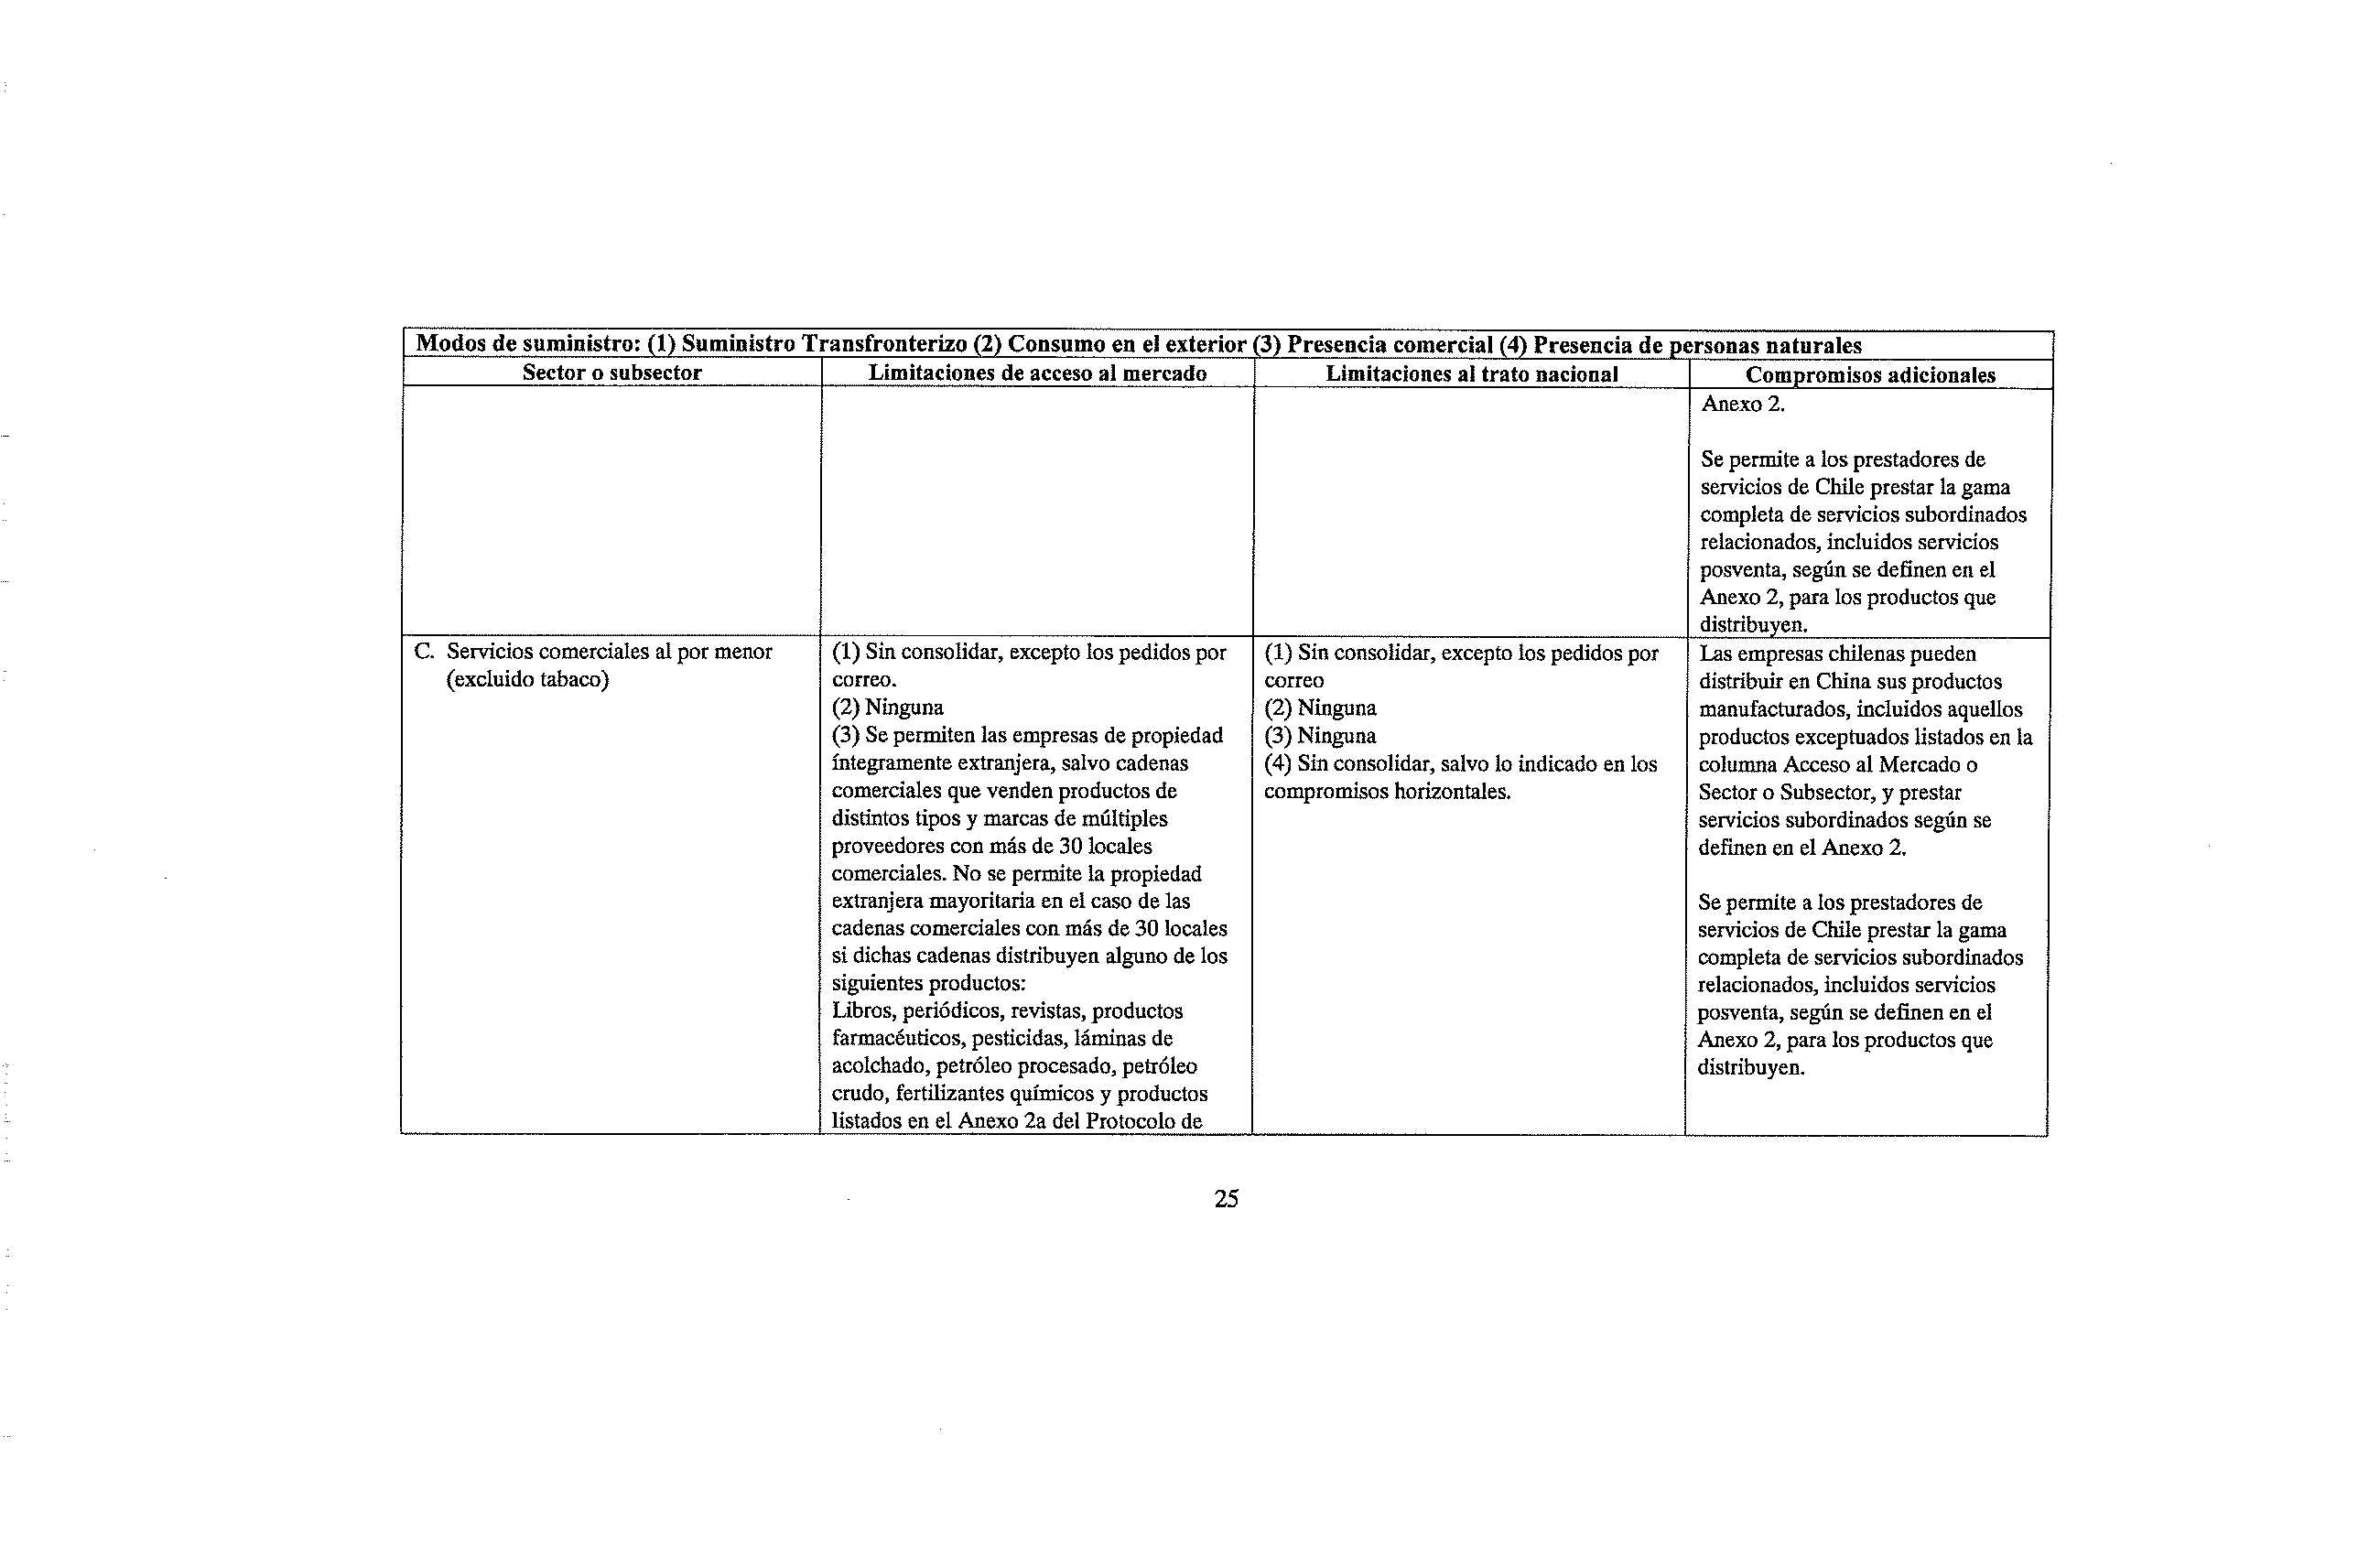 Modos de suministro: (1) Suministro Transfronterizo (2) Consumo en el exterior (3) Presencia comercial (4) Presencia de personas naturales
Sector o subsector
Limitaciones de acceso al mercado
Limitaciones al trato nacional
Compromisos adicionales
Anexo 2.
Se permite a los prestadores de
servicios de Chile prestar la gama
completa de servicios subordinados
relacionados, incluidos servicios
posventa, según se definen en el
Anexo 2, para los productos que
distribuyen.
C. Servicios comerciales al por menor
(excluido tabaco)
(1) Sin consolidar, excepto los pedidos por
correo.
(2) Ninguna
(3) Se permiten las empresas de propiedad
íntegramente extranjera, salvo cadenas
comerciales que venden productos de
distintos tipos y marcas de múltiples
proveedores con más de 30 locales
comerciales. No se permite la propiedad
extranjera mayoritaria en el caso de las
cadenas comerciales con más de 30 locales
si dichas cadenas distribuyen alguno de los
siguientes productos:
Libros, periódicos, revistas, productos
farmacéuticos, pesticidas, láminas de
acolchado, petróleo procesado, petróleo
crudo, fertilizantes químicos y productos
listados en el Anexo 2a del Protocolo de
(1) Sin consolidar, excepto los pedidos por
correo
(2) Ninguna
(3) Ninguna
(4) Sin consolidar, salvo lo indicado en los
compromisos horizontales.
Las empresas chilenas pueden
distribuir en China sus productos
manufacturados, incluidos aquellos
productos exceptuados listados en la
columna Acceso al Mercado o
Sector o Subsector, y prestar
servicios subordinados según se
definen en el Anexo 2.
Se permite a los prestadores de
servicios de Chile prestar la gama
completa de servicios subordinados
relacionados, incluidos servicios
posventa, según se definen en el
Anexo 2, para los productos que
distribuyen.
25